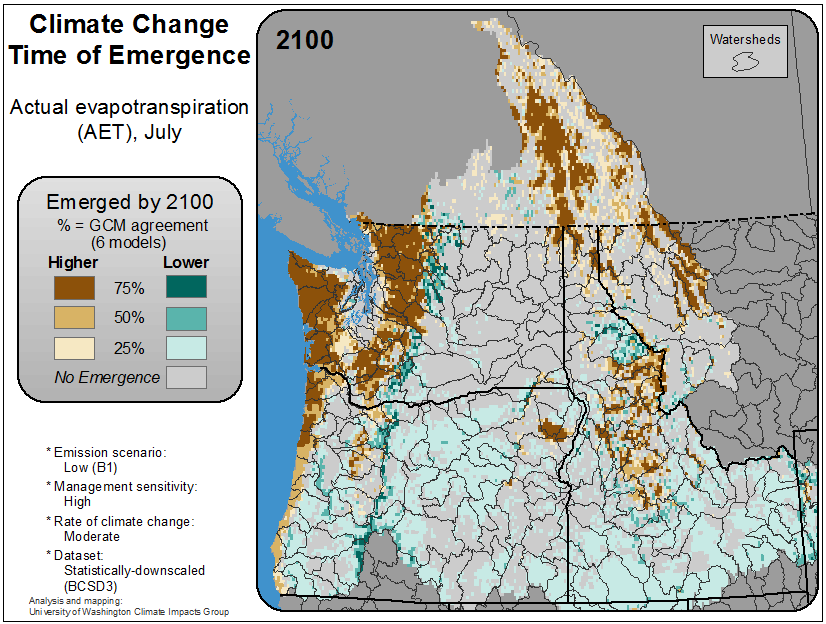 Climate Change
Time of Emergence
Actual evapotranspiration
(AET), July
Emerged by 2100
% = GCM agreement
(6 models)
Higher Lower
75%
50%
25%
No Emergence
* Emission scenario:
Low (B1)
* Management sensitivity:
High
* Rate of climate change:
Moderate
* Dataset:
Statistically-downscaled
(BCSD3)
Analysis and mapping:
University of Washington Climate Impacts Group
2100
Watersheds